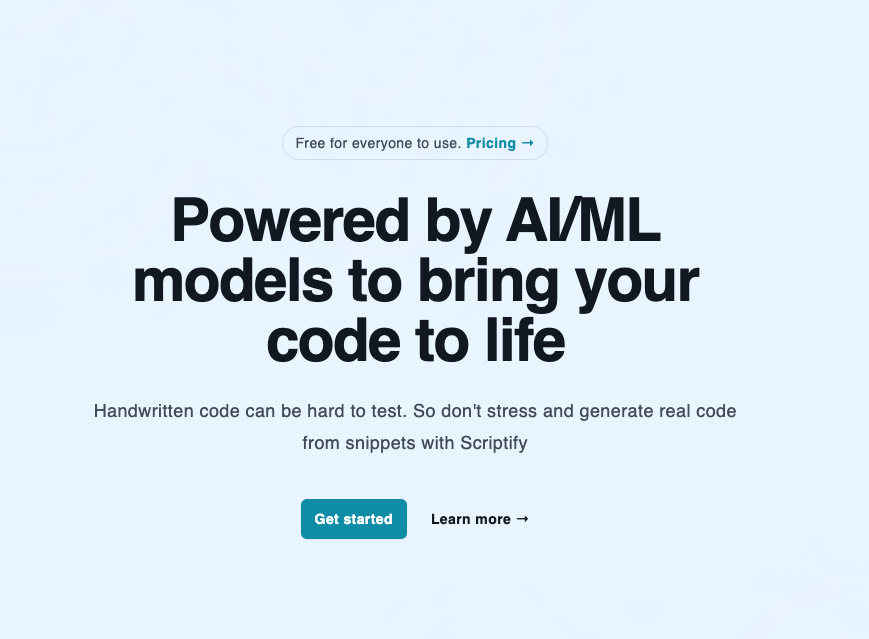 Free for everyone to use. Pricing →
Powered by AI/ML
models to bring your
code to life
Handwritten code can be hard to test. So don't stress and generate real code
from snippets with Scriptify
Get started
Learn more →